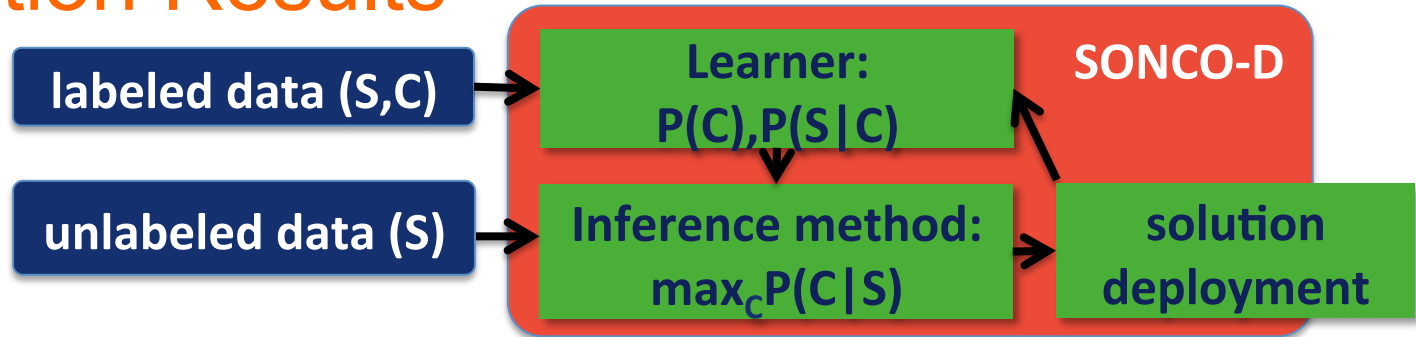 labeled data (S,C)
Learner:
P(C),P(S|C)
SONCO-D
unlabeled data (S)
Inference method:
max_C P(C|S)
solution
deployment